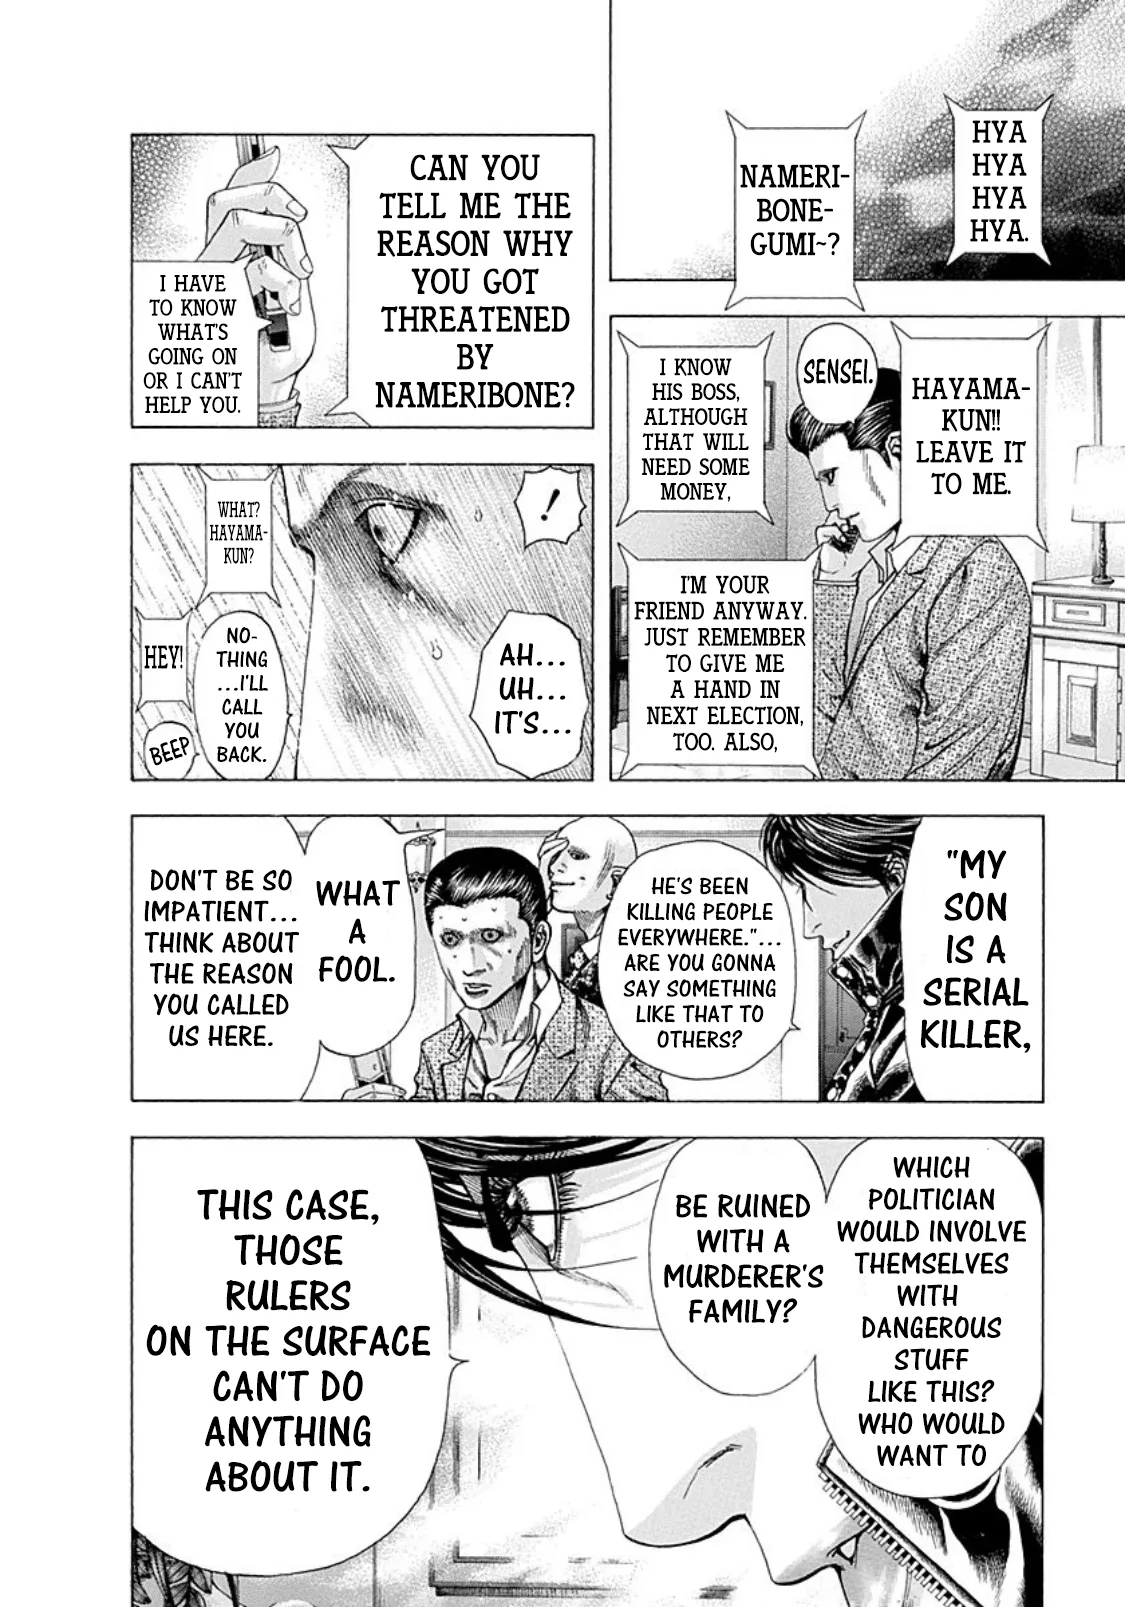 HYA
HYA
HYA
HYA.
NAMERI-
BONE-
GUMI~?
HAYAMA-
KUN!!
LEAVE IT
TO ME.
SENSEI.
I KNOW
HIS BOSS,
ALTHOUGH
THAT WILL
NEED SOME
MONEY,
I'M YOUR
FRIEND ANYWAY.
JUST REMEMBER
TO GIVE ME
A HAND IN
NEXT ELECTION,
TOO. ALSO,
CAN YOU
TELL ME THE
REASON WHY
YOU GOT
THREATENED
BY
NAMERIBONE?
I HAVE
TO KNOW
WHAT'S
GOING ON
OR I CAN'T
HELP YOU.
!
AH...
UH...
IT'S...
WHAT?
HAYAMA-
KUN?
NO-
THING
...I'LL
CALL
YOU
BACK.
HEY!
BEEP
"MY
SON
IS A
SERIAL
KILLER,
HE'S BEEN
KILLING PEOPLE
EVERYWHERE."...
ARE YOU GONNA
SAY SOMETHING
LIKE THAT TO
OTHERS?
WHAT
A
FOOL.
DON'T BE SO
IMPATIENT...
THINK ABOUT
THE REASON
YOU CALLED
US HERE.
WHICH
POLITICIAN
WOULD INVOLVE
THEMSELVES
WITH
DANGEROUS
STUFF
LIKE THIS?
WHO WOULD
WANT TO
BE RUINED
WITH A
MURDERER'S
FAMILY?
THIS CASE,
THOSE
RULERS
ON THE SURFACE
CAN'T DO
ANYTHING
ABOUT IT.